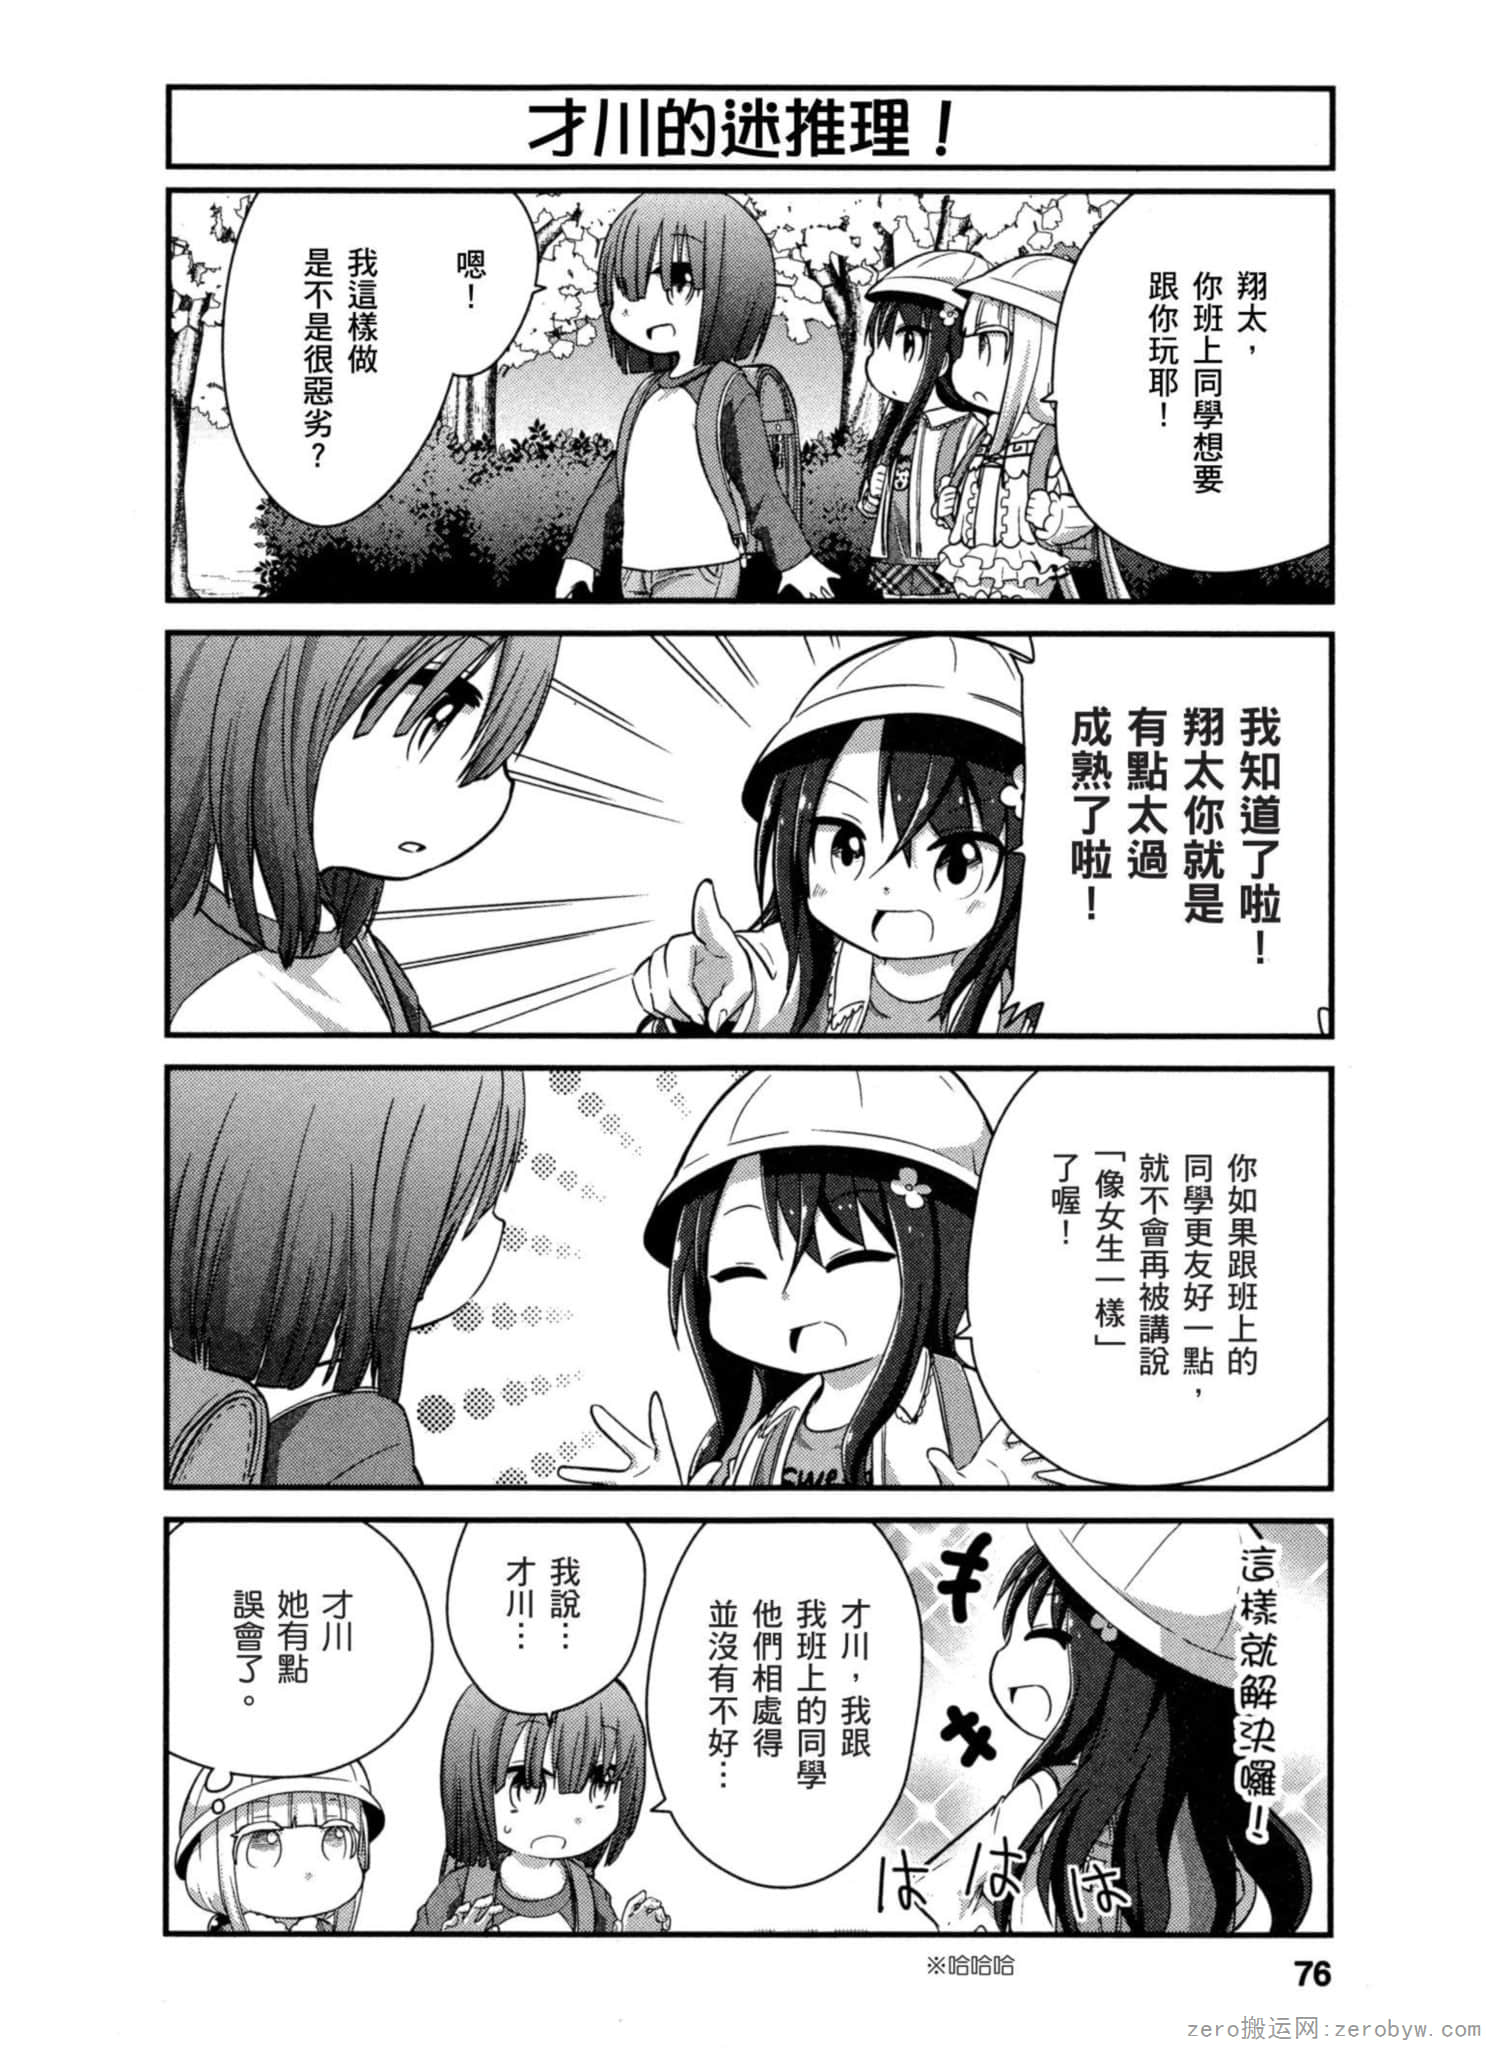 才川的迷推理！
翔太，
你班上同學想要
跟你玩耶！
嗯！
我這樣做
是不是很惡劣？
我知道了啦！
翔太你就是
有點太過
成熟了啦！
你如果跟班上的
同學更友好一點，
就不會再被講說
「像女生一樣」
了喔！
swe
這樣就解決囉！
はははは
才川，我跟
我班上的同學
他們相處得
並沒有不好…
我說…
才川…
才川
她有點
誤會了。
※哈哈哈
76
zero搬运网:zerobyw.com